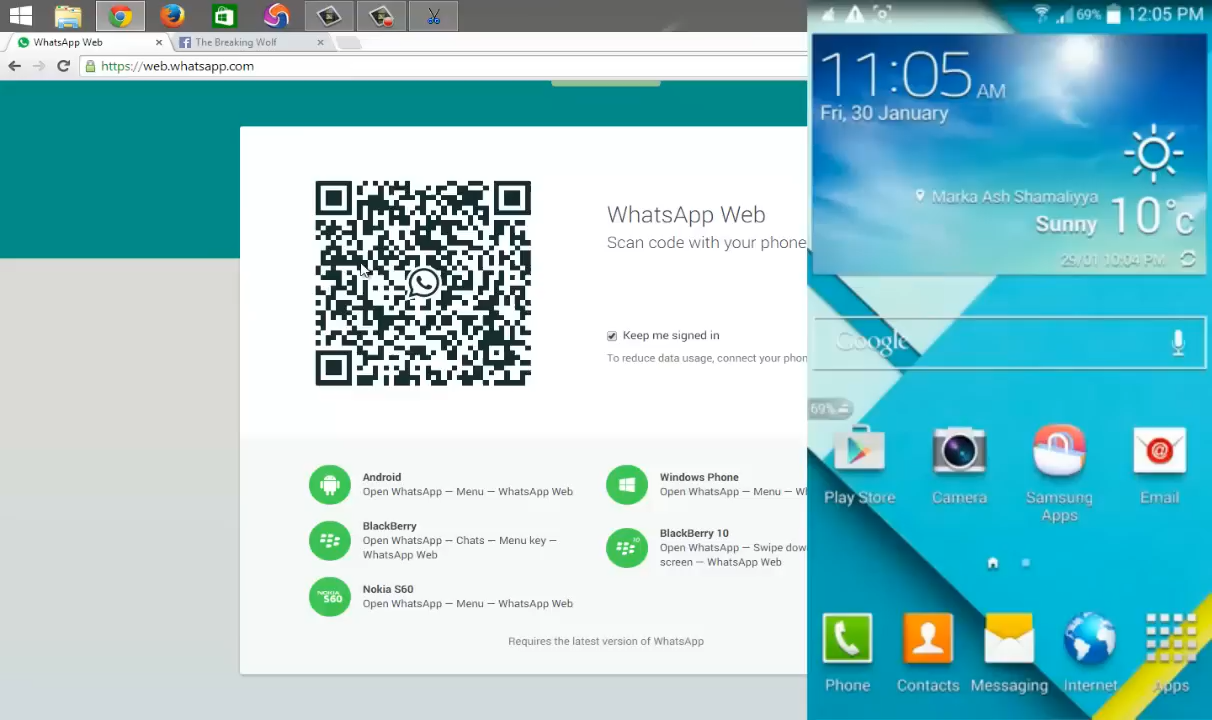 WhatsApp Web
The Breaking Wolf
https://web.whatsapp.com
WhatsApp Web
Scan code with your phone
Keep me signed in
To reduce data usage, connect your phon
Android
Open WhatsApp — Menu — WhatsApp Web
Windows Phone
Open WhatsApp — Menu — Wh
BlackBerry
Open WhatsApp — Chats — Menu key —
WhatsApp Web
BlackBerry 10
Open WhatsApp — Swipe dow
screen — WhatsApp Web
10
NOKIA
S60
Nokia S60
Open WhatsApp — Menu — WhatsApp Web
Requires the latest version of WhatsApp
69% 12:05 PM
11:05 AM
Fri, 30 January
Marka Ash Shamaliyya
Sunny 10°C
29/01 10:04 PM
Google
69%
Play Store
Camera
Samsung
Apps
Email
Phone
Contacts
Messaging
Internet
Apps